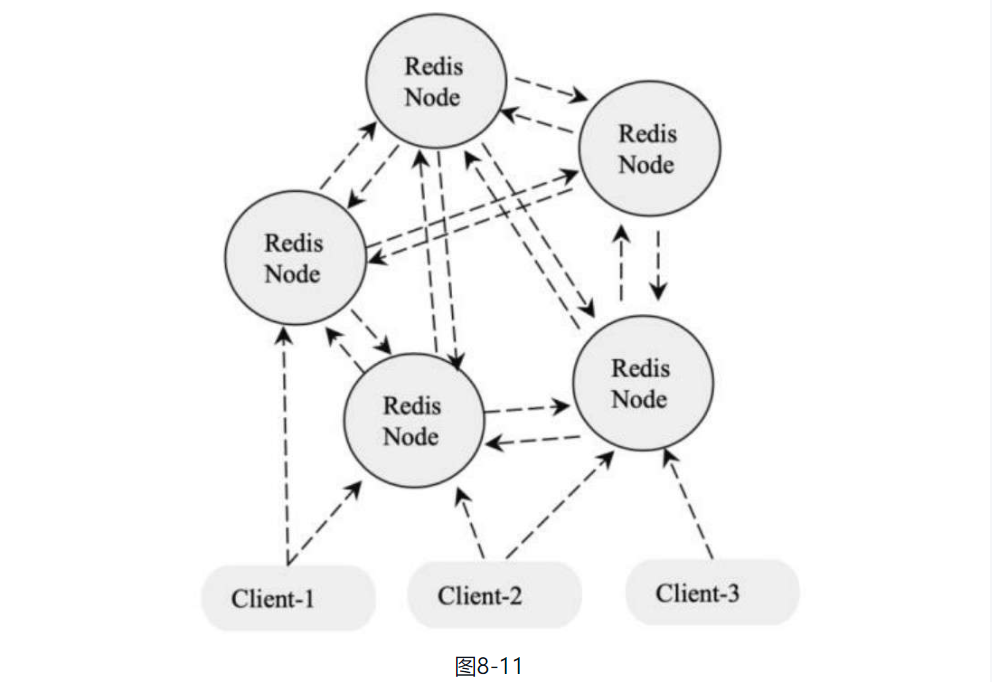 Redis
Node
Redis
Node
Redis
Node
Redis
Node
Redis
Node
Client-1
Client-2
Client-3
图8-11